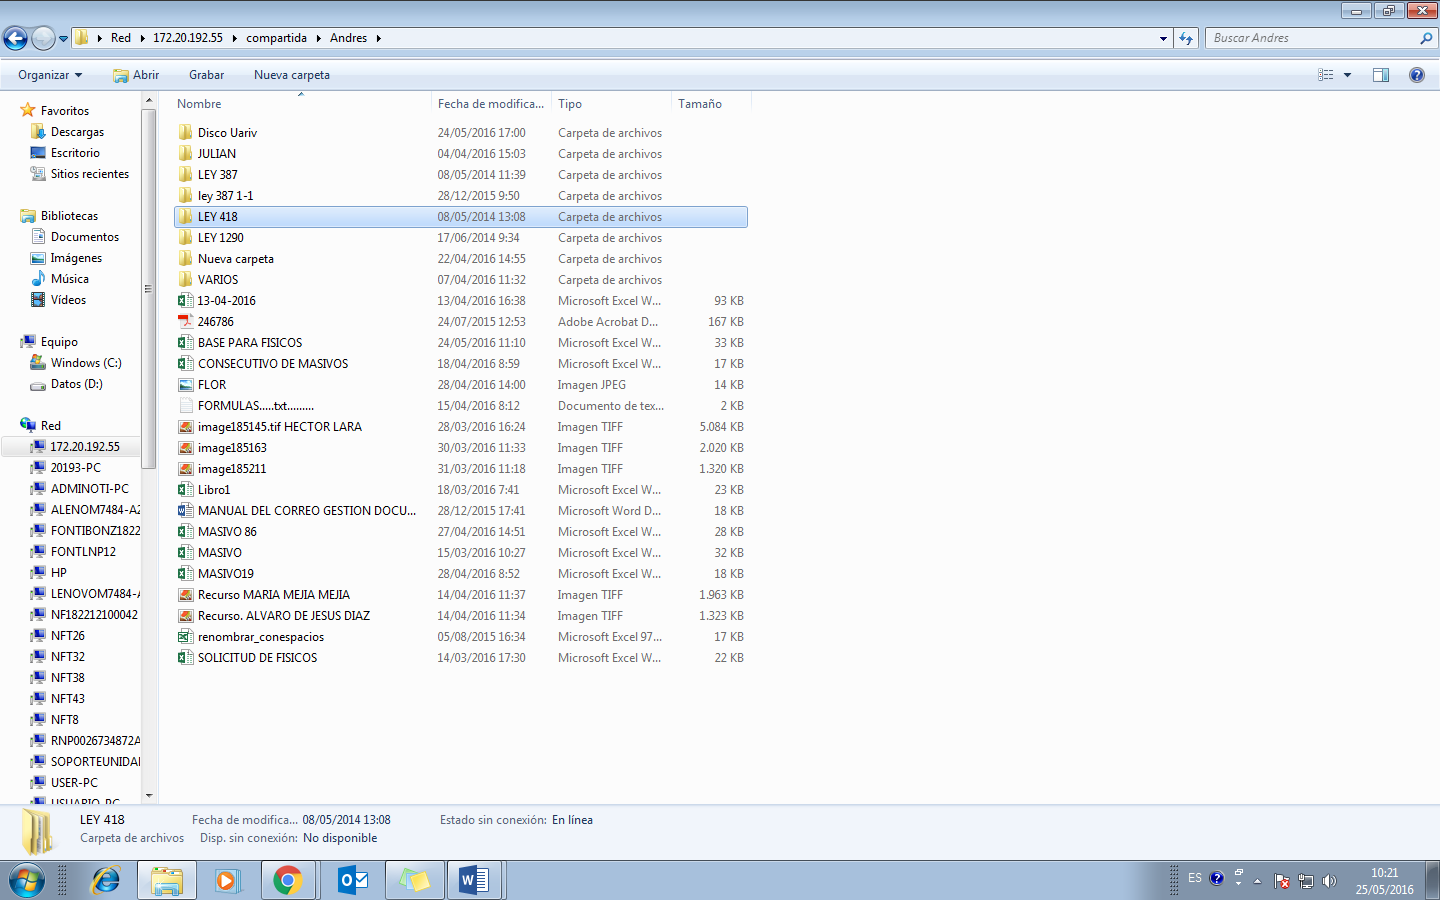 Red 172.20.192.55 compartida Andres
Buscar Andres
Organizar Abrir Grabar Nueva carpeta
Favoritos
Descargas
Escritorio
Sitios recientes
Bibliotecas
Documentos
Imágenes
Música
Vídeos
Equipo
Windows (C:)
Datos (D:)
Red
172.20.192.55
20193-PC
ADMINOTI-PC
ALENOM7484-A2
FONTIBONZ1822
FONTLNP12
HP
LENOVOM7484-A
NF182212100042
NFT26
NFT32
NFT38
NFT43
NFT8
RNP0026734872A
SOPORTEUNIDAD
USER-PC
USUARIO-PC
Nombre Fecha de modifica... Tipo Tamaño
Disco Uariv 24/05/2016 17:00 Carpeta de archivos
JULIAN 04/04/2016 15:03 Carpeta de archivos
LEY 387 08/05/2014 11:39 Carpeta de archivos
ley 387 1-1 28/12/2015 9:50 Carpeta de archivos
LEY 418 08/05/2014 13:08 Carpeta de archivos
LEY 1290 17/06/2014 9:34 Carpeta de archivos
Nueva carpeta 22/04/2016 14:55 Carpeta de archivos
VARIOS 07/04/2016 11:32 Carpeta de archivos
13-04-2016 13/04/2016 16:38 Microsoft Excel W... 93 KB
246786 24/07/2015 12:53 Adobe Acrobat D... 167 KB
BASE PARA FISICOS 24/05/2016 11:10 Microsoft Excel W... 33 KB
CONSECUTIVO DE MASIVOS 18/04/2016 8:59 Microsoft Excel W... 17 KB
FLOR 28/04/2016 14:00 Imagen JPEG 14 KB
FORMULAS.....txt......... 15/04/2016 8:12 Documento de tex... 2 KB
image185145.tif HECTOR LARA 28/03/2016 16:24 Imagen TIFF 5.084 KB
image185163 30/03/2016 11:33 Imagen TIFF 2.020 KB
image185211 31/03/2016 11:18 Imagen TIFF 1.320 KB
Libro1 18/03/2016 7:41 Microsoft Excel W... 23 KB
MANUAL DEL CORREO GESTION DOCU... 28/12/2015 17:41 Microsoft Word D... 18 KB
MASIVO 86 27/04/2016 14:51 Microsoft Excel W... 28 KB
MASIVO 15/03/2016 10:27 Microsoft Excel W... 32 KB
MASIVO19 28/04/2016 8:52 Microsoft Excel W... 18 KB
Recurso MARIA MEJIA MEJIA 14/04/2016 11:37 Imagen TIFF 1.963 KB
Recurso. ALVARO DE JESUS DIAZ 14/04/2016 11:34 Imagen TIFF 1.323 KB
renombrar_conespacios 05/08/2015 16:34 Microsoft Excel 97... 17 KB
SOLICITUD DE FISICOS 14/03/2016 17:30 Microsoft Excel W... 22 KB
LEY 418 Fecha de modifica... 08/05/2014 13:08 Estado sin conexión: En línea
Carpeta de archivos Disp. sin conexión: No disponible
ES 10:21
25/05/2016